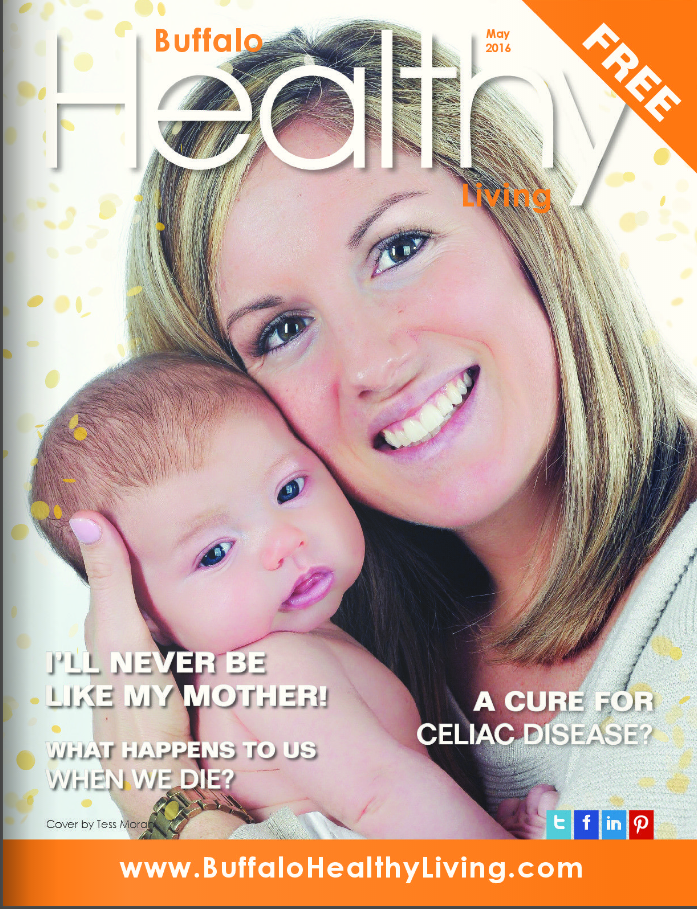 Buffalo
May
2016
FREE
Healthy
Living
I'LL NEVER BE
LIKE MY MOTHER!
A CURE FOR
CELIAC DISEASE?
WHAT HAPPENS TO US
WHEN WE DIE?
Cover by Tess Moran
www.BuffaloHealthyLiving.com